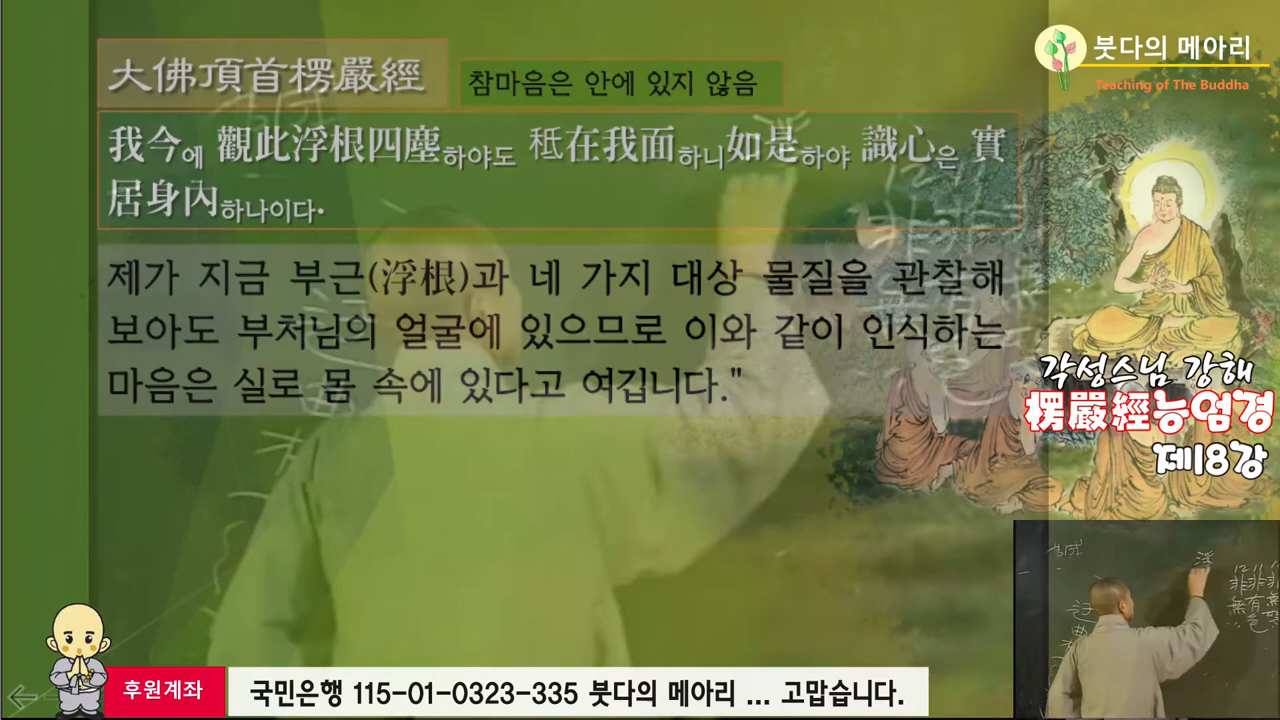 大佛頂首楞嚴經
참마음은 안에 있지 않음
我今에 觀此浮根四塵하야도 秪在我面하니如是하야 識心은 實
居身內하나이다.
제가 지금 부근(浮根)과 네 가지 대상 물질을 관찰해
보아도 부처님의 얼굴에 있으므로 이와 같이 인식하는
마음은 실로 몸 속에 있다고 여깁니다."
붓다의 메아리
Teaching of The Buddha
각성스님 강해
楞嚴經능엄경
제18강
후원계좌
국민은행 115-01-0323-335 붓다의 메아리 ... 고맙습니다.